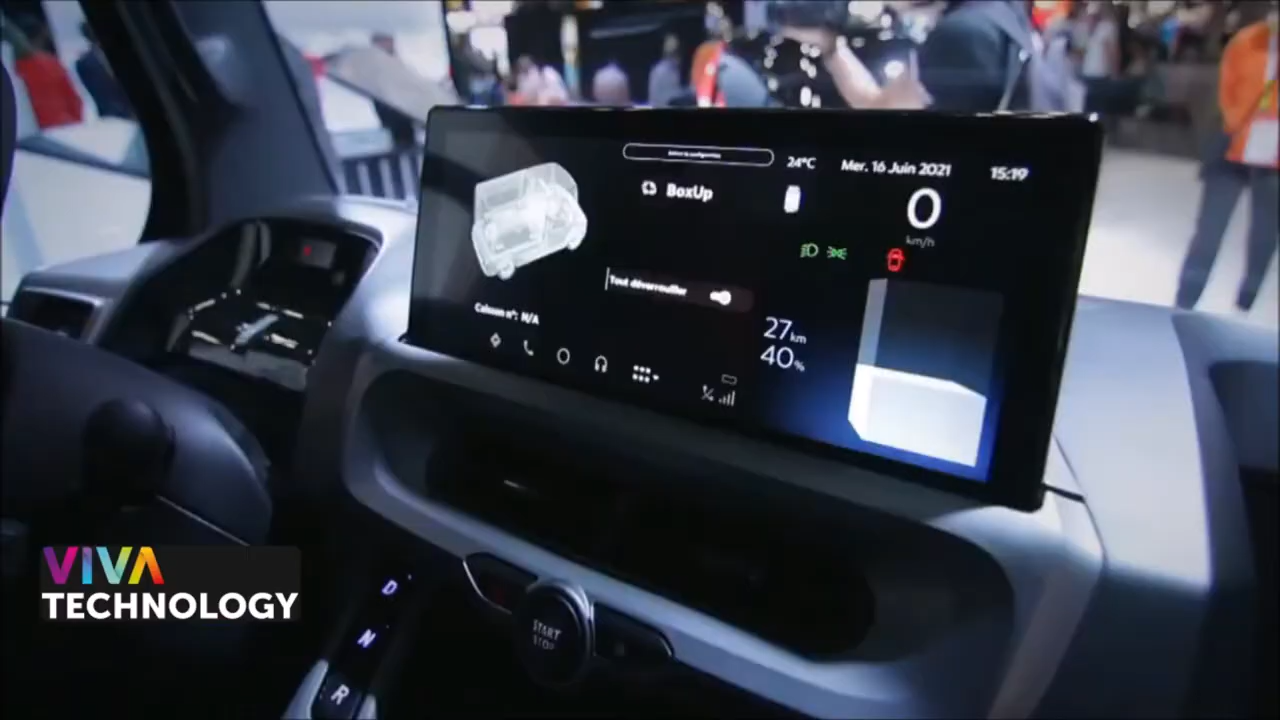 24°C
Mer. 16 Juin 2021
15:19
BoxUp
0
km/h
Tout déverrouiller
Caisson n°: N/A
27km
40%
VIVA
TECHNOLOGY
D
N
R
START
STOP